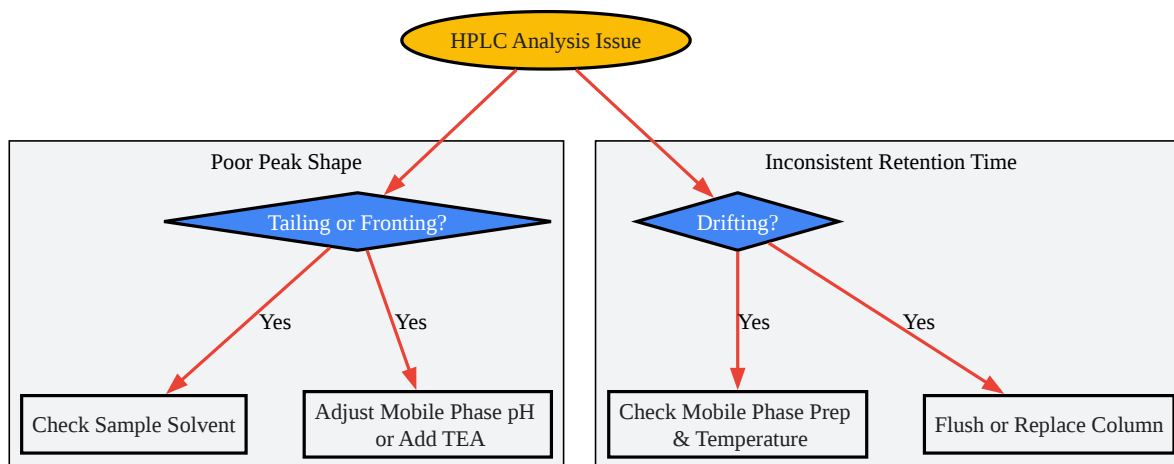 HPLC Analysis Issue
Poor Peak Shape
Tailing or Fronting?
Yes
Yes
Check Sample Solvent
Adjust Mobile Phase pH
or Add TEA
Inconsistent Retention Time
Drifting?
Yes
Yes
Check Mobile Phase Prep
& Temperature
Flush or Replace Column